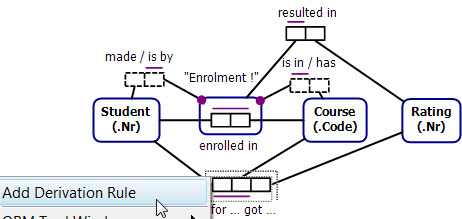 resulted in
made / is by
"Enrolment !"
is in / has
Student
(.Nr)
Course
(.Code)
Rating
(.Nr)
enrolled in
Add Derivation Rule
for ... got ...